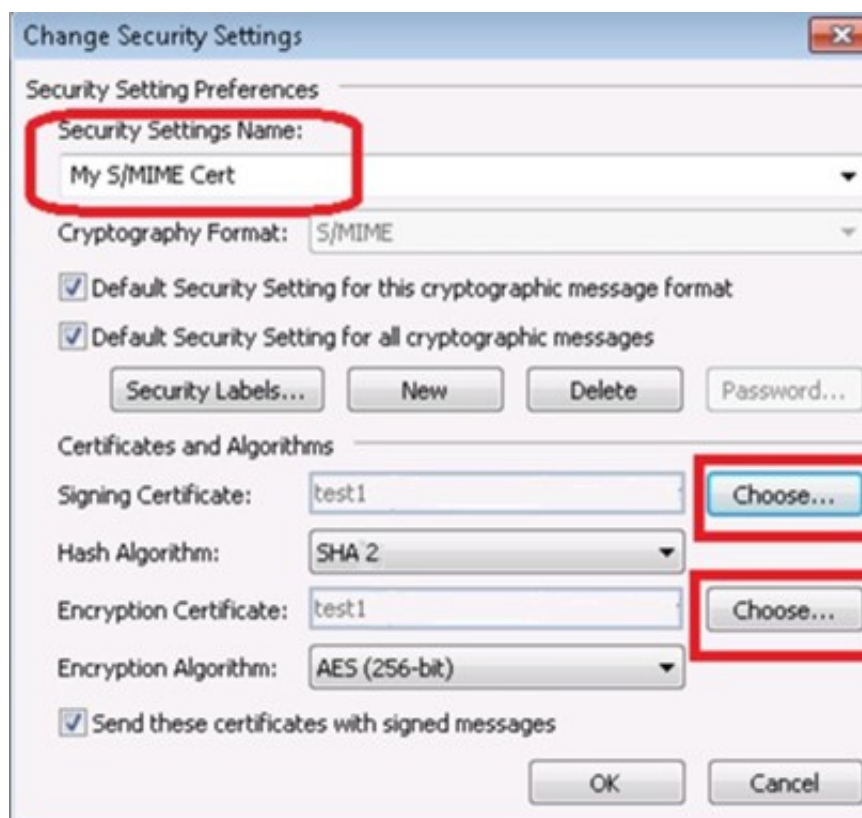 Change Security Settings
Security Setting Preferences
Security Settings Name:
My S/MIME Cert
Cryptography Format: S/MIME
Default Security Setting for this cryptographic message format
Default Security Setting for all cryptographic messages
Security Labels... New Delete Password...
Certificates and Algorithms
Signing Certificate: test1 Choose...
Hash Algorithm: SHA 2
Encryption Certificate: test1 Choose...
Encryption Algorithm: AES (256-bit)
Send these certificates with signed messages
OK Cancel